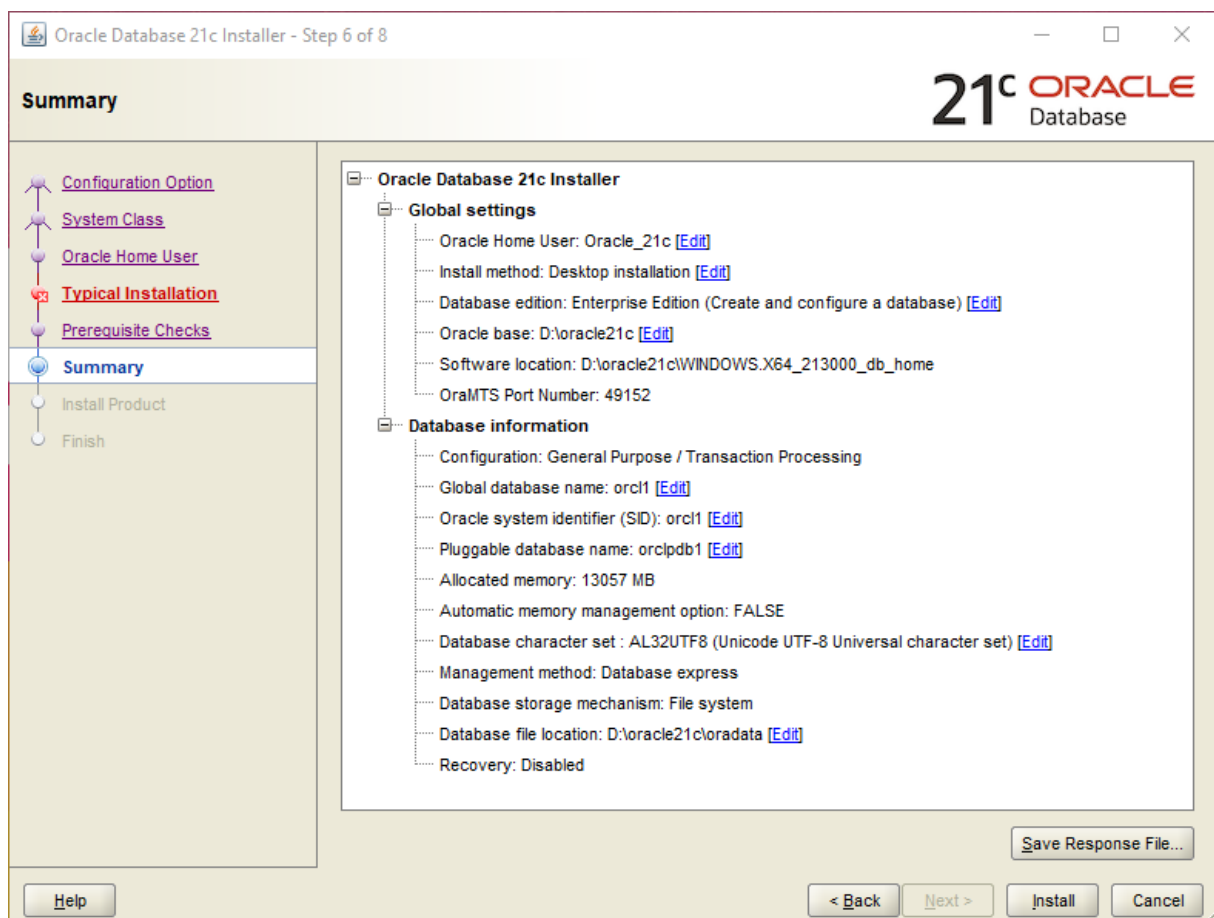 Oracle Database 21c Installer - Step 6 of 8
Summary
21c ORACLE
Database
Configuration Option
System Class
Oracle Home User
Typical Installation
Prerequisite Checks
Summary
Install Product
Finish
Oracle Database 21c Installer
Global settings
Oracle Home User: Oracle_21c [Edit]
Install method: Desktop installation [Edit]
Database edition: Enterprise Edition (Create and configure a database) [Edit]
Oracle base: D:\oracle21c [Edit]
Software location: D:\oracle21c\WINDOWS.X64_213000_db_home
OraMTS Port Number: 49152
Database information
Configuration: General Purpose / Transaction Processing
Global database name: orcl1 [Edit]
Oracle system identifier (SID): orcl1 [Edit]
Pluggable database name: orclpdb1 [Edit]
Allocated memory: 13057 MB
Automatic memory management option: FALSE
Database character set : AL32UTF8 (Unicode UTF-8 Universal character set) [Edit]
Management method: Database express
Database storage mechanism: File system
Database file location: D:\oracle21c\oradata [Edit]
Recovery: Disabled
Save Response File...
Help
< Back
Next >
Install
Cancel